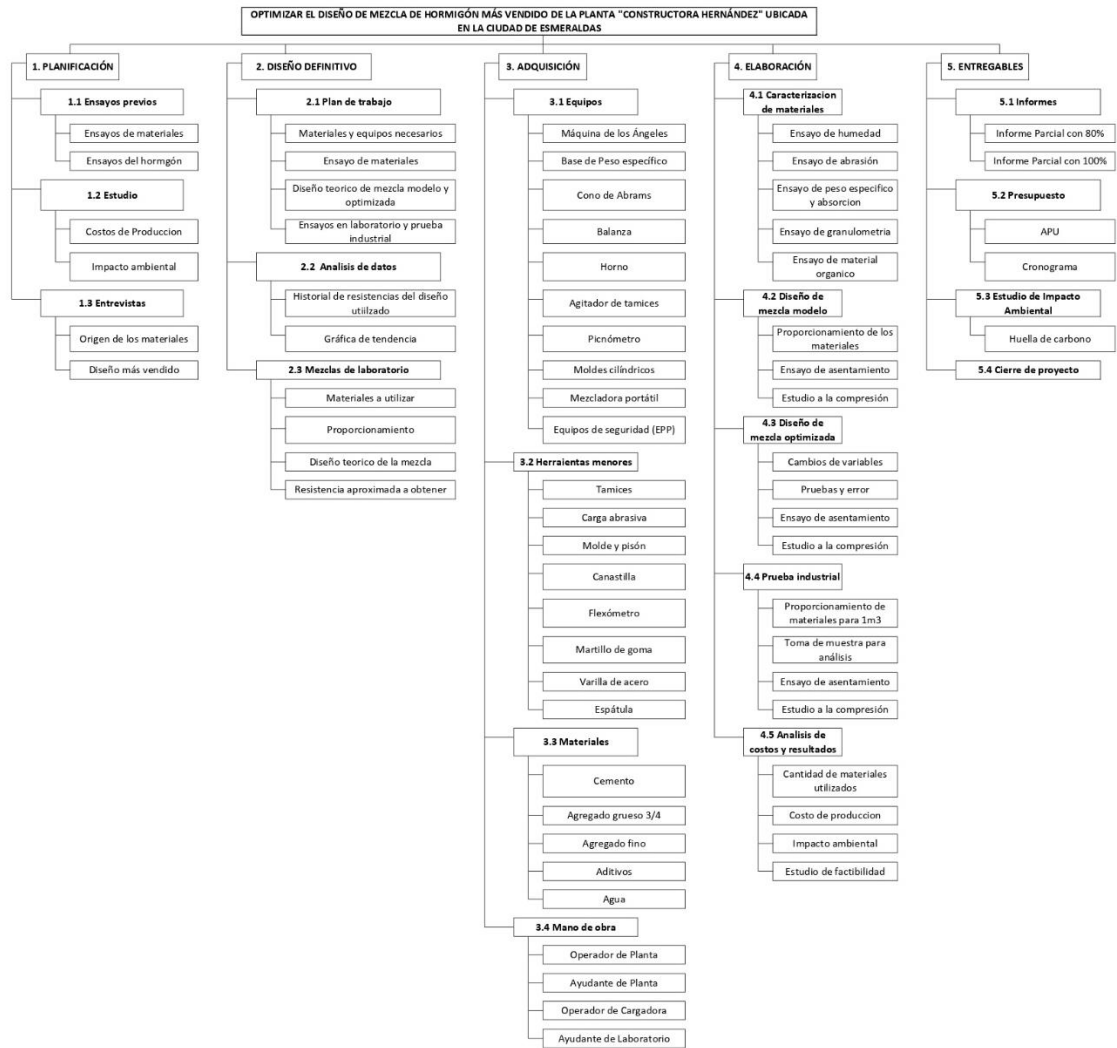 OPTIMIZAR EL DISEÑO DE MEZCLA DE HORMIGÓN MÁS VENDIDO DE LA PLANTA "CONSTRUCTORA HERNÁNDEZ" UBICADA
EN LA CIUDAD DE ESMERALDAS
1. PLANIFICACIÓN
1.1 Ensayos previos
Ensayos de materiales
Ensayos del hormgón
1.2 Estudio
Costos de Produccion
Impacto ambiental
1.3 Entrevistas
Origen de los materiales
Diseño más vendido
2. DISEÑO DEFINITIVO
2.1 Plan de trabajo
Materiales y equipos necesarios
Ensayo de materiales
Diseño teorico de mezcla modelo y
optimizada
Ensayos en laboratorio y prueba
industrial
2.2 Analisis de datos
Historial de resistencias del diseño
utiilzado
Gráfica de tendencia
2.3 Mezclas de laboratorio
Materiales a utilizar
Proporcionamiento
Diseño teorico de la mezcla
Resistencia aproximada a obtener
3. ADQUISICIÓN
3.1 Equipos
Máquina de los Ángeles
Base de Peso específico
Cono de Abrams
Balanza
Horno
Agitador de tamices
Picnómetro
Moldes cilíndricos
Mezcladora portátil
Equipos de seguridad (EPP)
3.2 Herraientas menores
Tamices
Carga abrasiva
Molde y pisón
Canastilla
Flexómetro
Martillo de goma
Varilla de acero
Espátula
3.3 Materiales
Cemento
Agregado grueso 3/4
Agregado fino
Aditivos
Agua
3.4 Mano de obra
Operador de Planta
Ayudante de Planta
Operador de Cargadora
Ayudante de Laboratorio
4. ELABORACIÓN
4.1 Caracterizacion
de materiales
Ensayo de humedad
Ensayo de abrasión
Ensayo de peso especifico
y absorcion
Ensayo de granulometria
Ensayo de material
organico
4.2 Diseño de
mezcla modelo
Proporcionamiento de los
materiales
Ensayo de asentamiento
Estudio a la compresión
4.3 Diseño de
mezcla optimizada
Cambios de variables
Pruebas y error
Ensayo de asentamiento
Estudio a la compresión
4.4 Prueba industrial
Proporcionamiento de
materiales para 1m3
Toma de muestra para
análisis
Ensayo de asentamiento
Estudio a la compresión
4.5 Analisis de
costos y resultados
Cantidad de materiales
utilizados
Costo de produccion
Impacto ambiental
Estudio de factibilidad
5. ENTREGABLES
5.1 Informes
Informe Parcial con 80%
Informe Parcial con 100%
5.2 Presupuesto
APU
Cronograma
5.3 Estudio de Impacto
Ambiental
Huella de carbono
5.4 Cierre de proyecto